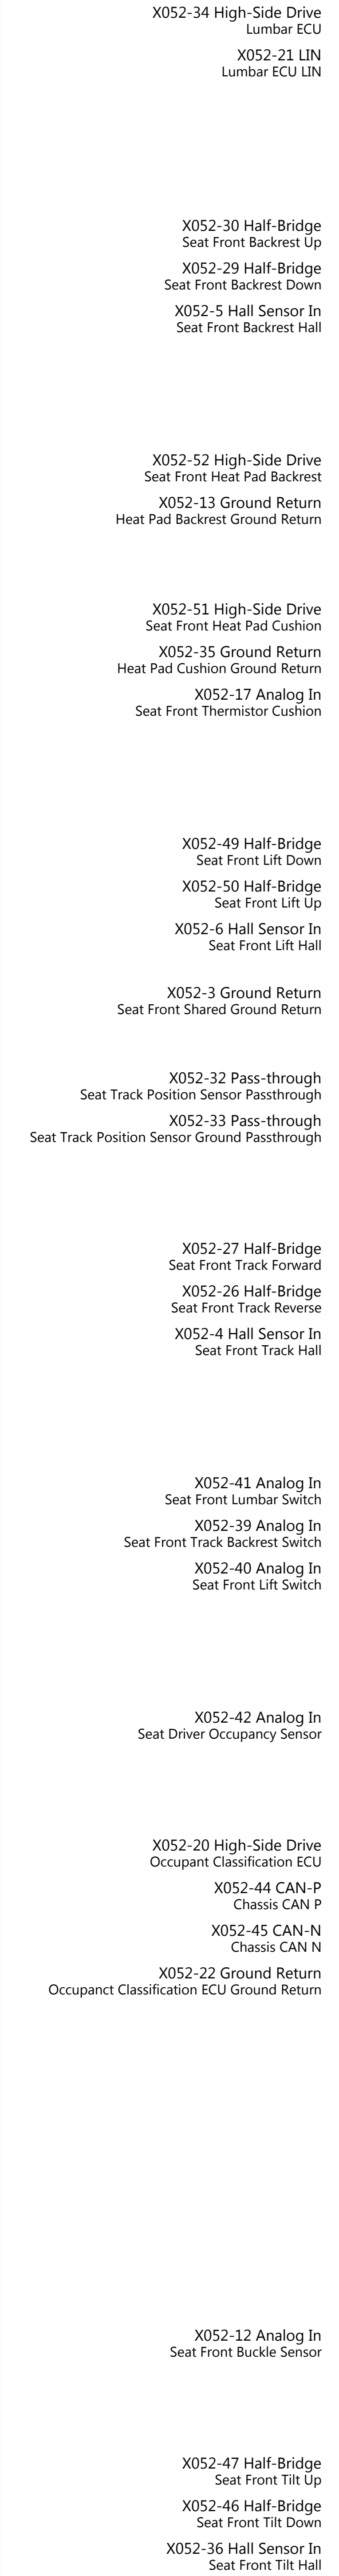 X052-34 High-Side Drive
Lumbar ECU
X052-21 LIN
Lumbar ECU LIN
X052-30 Half-Bridge
Seat Front Backrest Up
X052-29 Half-Bridge
Seat Front Backrest Down
X052-5 Hall Sensor In
Seat Front Backrest Hall
X052-52 High-Side Drive
Seat Front Heat Pad Backrest
X052-13 Ground Return
Heat Pad Backrest Ground Return
X052-51 High-Side Drive
Seat Front Heat Pad Cushion
X052-35 Ground Return
Heat Pad Cushion Ground Return
X052-17 Analog In
Seat Front Thermistor Cushion
X052-49 Half-Bridge
Seat Front Lift Down
X052-50 Half-Bridge
Seat Front Lift Up
X052-6 Hall Sensor In
Seat Front Lift Hall
X052-3 Ground Return
Seat Front Shared Ground Return
X052-32 Pass-through
Seat Track Position Sensor Passthrough
X052-33 Pass-through
Seat Track Position Sensor Ground Passthrough
X052-27 Half-Bridge
Seat Front Track Forward
X052-26 Half-Bridge
Seat Front Track Reverse
X052-4 Hall Sensor In
Seat Front Track Hall
X052-41 Analog In
Seat Front Lumbar Switch
X052-39 Analog In
Seat Front Track Backrest Switch
X052-40 Analog In
Seat Front Lift Switch
X052-42 Analog In
Seat Driver Occupancy Sensor
X052-20 High-Side Drive
Occupant Classification ECU
X052-44 CAN-P
Chassis CAN P
X052-45 CAN-N
Chassis CAN N
X052-22 Ground Return
Occupanct Classification ECU Ground Return
X052-12 Analog In
Seat Front Buckle Sensor
X052-47 Half-Bridge
Seat Front Tilt Up
X052-46 Half-Bridge
Seat Front Tilt Down
X052-36 Hall Sensor In
Seat Front Tilt Hall